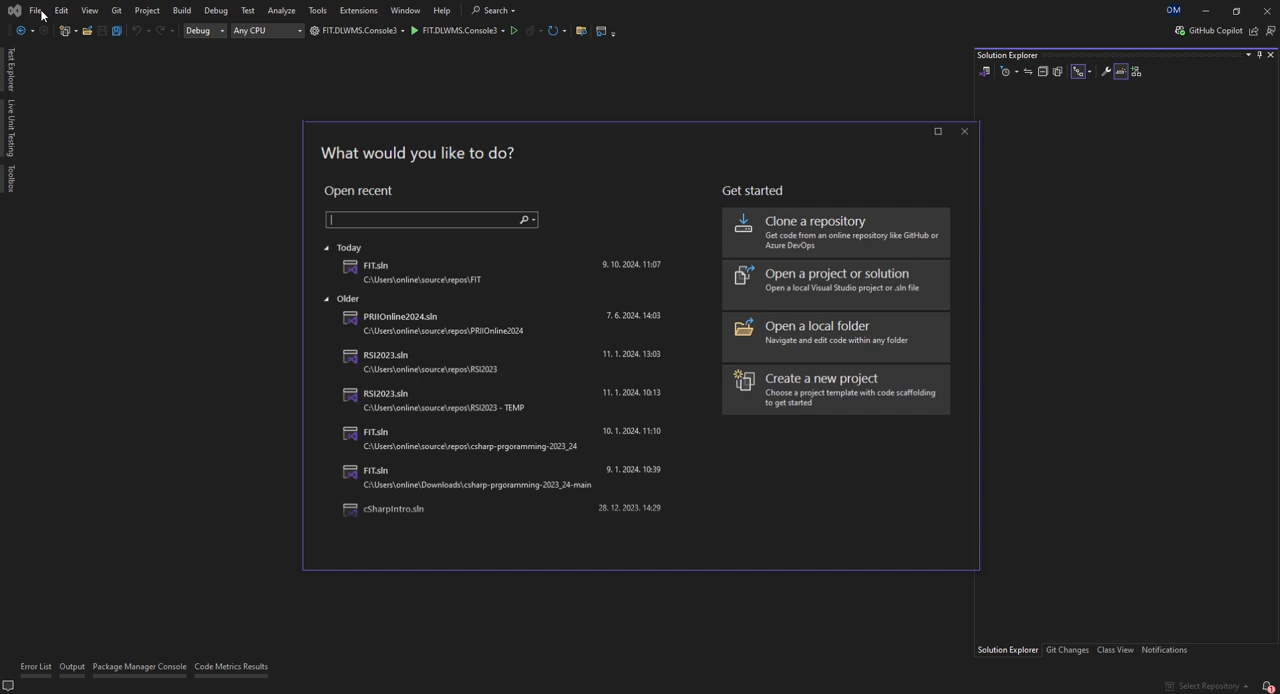 File Edit View Git Project Build Debug Test Analyze Tools Extensions Window Help Search OM
Debug Any CPU FIT.DLWMS.Console3 FIT.DLWMS.Console3 GitHub Copilot
Test Explorer
Live Unit Testing
Toolbox
Solution Explorer
What would you like to do?
Open recent
Today
FIT.sln 9. 10. 2024. 11:07
C:\Users\online\source\repos\FIT
Older
PRIIOnline2024.sln 7. 6. 2024. 14:03
C:\Users\online\source\repos\PRIIOnline2024
RSI2023.sln 11. 1. 2024. 13:03
C:\Users\online\source\repos\RSI2023
RSI2023.sln 11. 1. 2024. 10:13
C:\Users\online\source\repos\RSI2023 - TEMP
FIT.sln 10. 1. 2024. 11:10
C:\Users\online\source\repos\csharp-prgoramming-2023_24
FIT.sln 9. 1. 2024. 10:39
C:\Users\online\Downloads\csharp-prgoramming-2023_24-main
cSharpIntro.sln 28. 12. 2023. 14:29
Get started
Clone a repository
Get code from an online repository like GitHub or
Azure DevOps
Open a project or solution
Open a local Visual Studio project or .sln file
Open a local folder
Navigate and edit code within any folder
Create a new project
Choose a project template with code scaffolding
to get started
Solution Explorer Git Changes Class View Notifications
Error List Output Package Manager Console Code Metrics Results
Select Repository